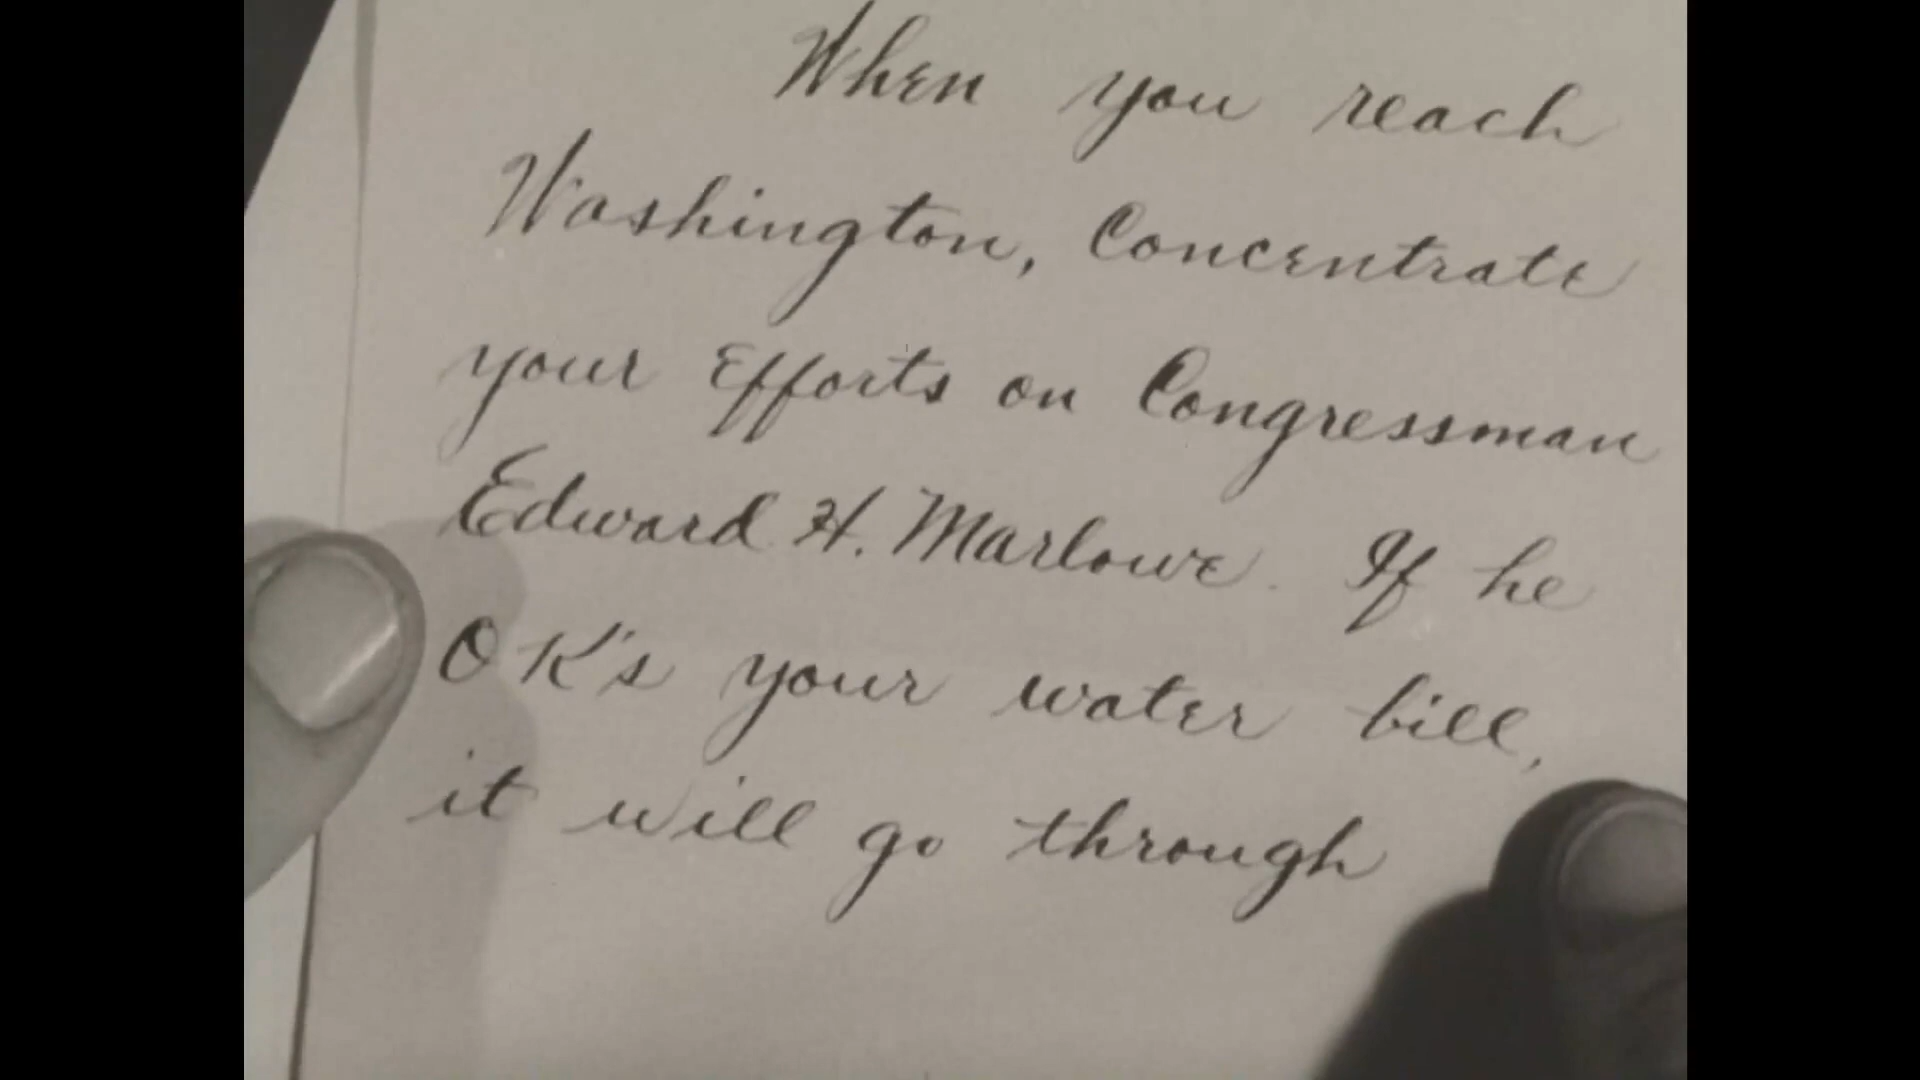 When you reach
Washington, Concentrate
your Efforts on Congressman
Edward H. Marlowe. If he
OK's your water bill,
it will go through